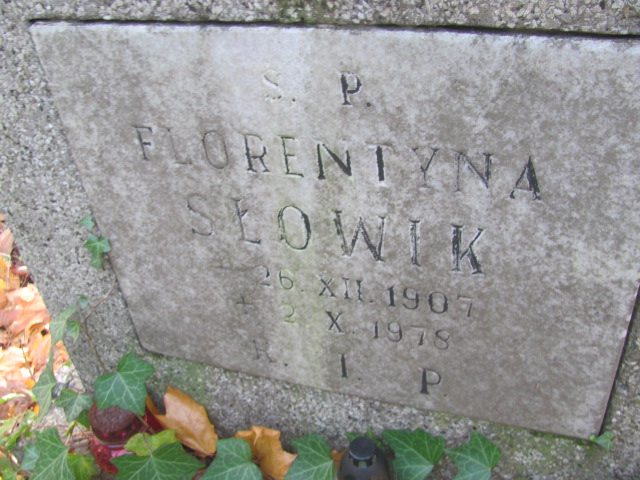 S. P.
FLORENTYNA
SŁOWIK
* 26. XII. 1907
+ 2 X. 1978
R. I. P.